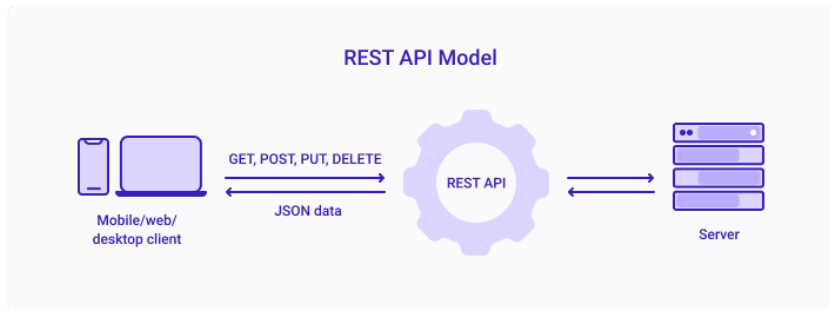 REST API Model
GET, POST, PUT, DELETE
JSON data
Mobile/web/
desktop client
REST API
Server